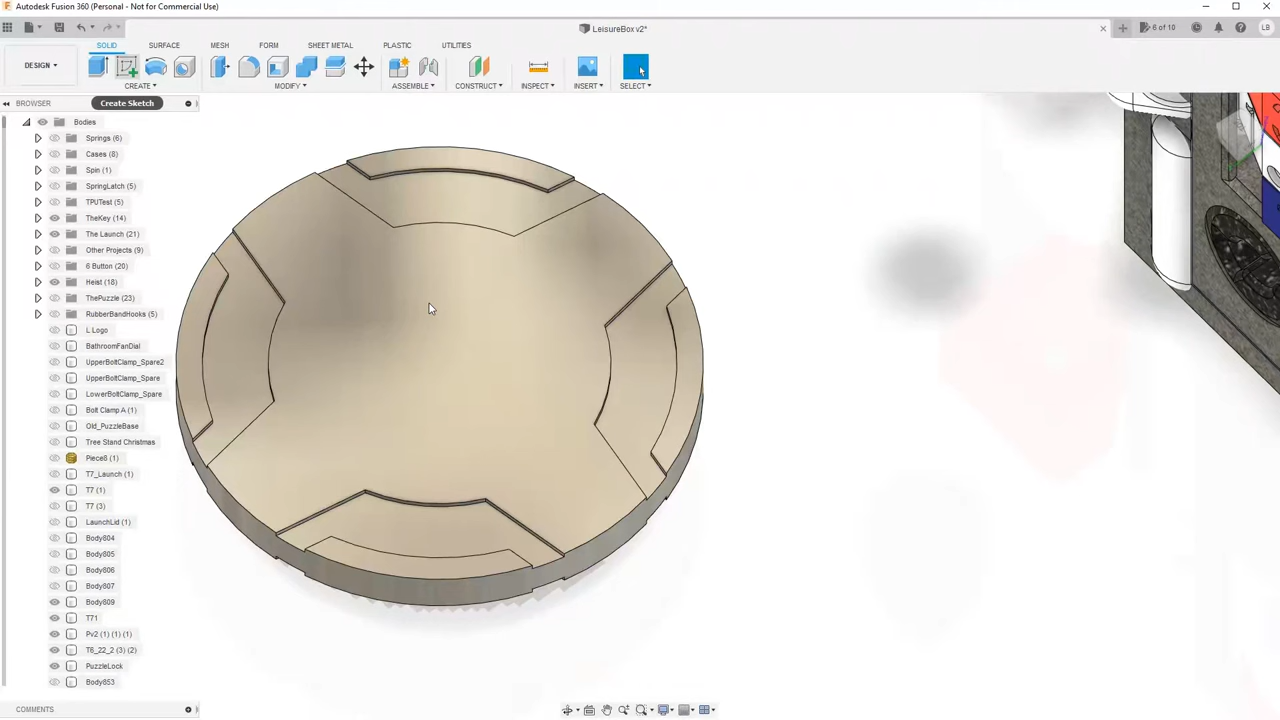 Autodesk Fusion 360 (Personal - Not for Commercial Use)
LeisureBox v2*
6 of 10
LB
SOLID
SURFACE
MESH
FORM
SHEET METAL
PLASTIC
UTILITIES
DESIGN
CREATE
MODIFY
ASSEMBLE
CONSTRUCT
INSPECT
INSERT
SELECT
BROWSER
Create Sketch
Bodies
Springs (6)
Cases (8)
Spin (1)
SpringLatch (5)
TPUTest (5)
TheKey (14)
The Launch (21)
Other Projects (9)
6 Button (20)
Heist (18)
ThePuzzle (23)
RubberBandHooks (5)
L Logo
BathroomFanDial
UpperBoltClamp_Spare2
UpperBoltClamp_Spare
LowerBoltClamp_Spare
Bolt Clamp A (1)
Old_PuzzleBase
Tree Stand Christmas
Piece8 (1)
T7_Launch (1)
T7 (1)
T7 (3)
LaunchLid (1)
Body804
Body805
Body806
Body807
Body809
T71
Pv2 (1) (1) (1)
T6_22_2 (3) (2)
PuzzleLock
Body853
COMMENTS